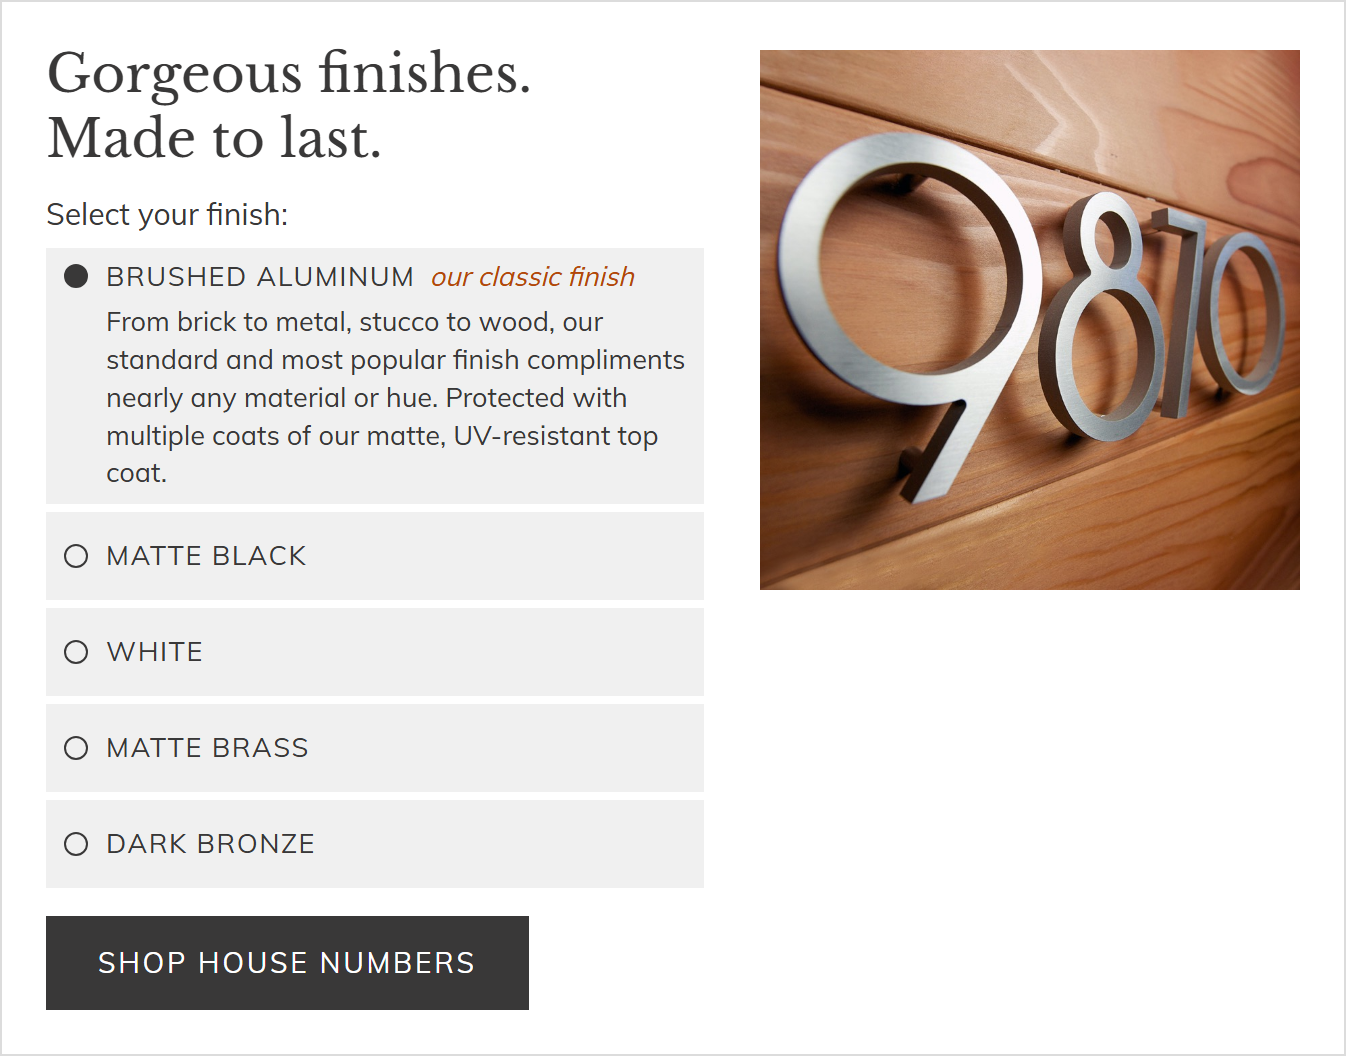 Gorgeous finishes.
Made to last.
Select your finish:
BRUSHED ALUMINUM our classic finish
From brick to metal, stucco to wood, our
standard and most popular finish compliments
nearly any material or hue. Protected with
multiple coats of our matte, UV-resistant top
coat.
MATTE BLACK
WHITE
MATTE BRASS
DARK BRONZE
SHOP HOUSE NUMBERS
9810